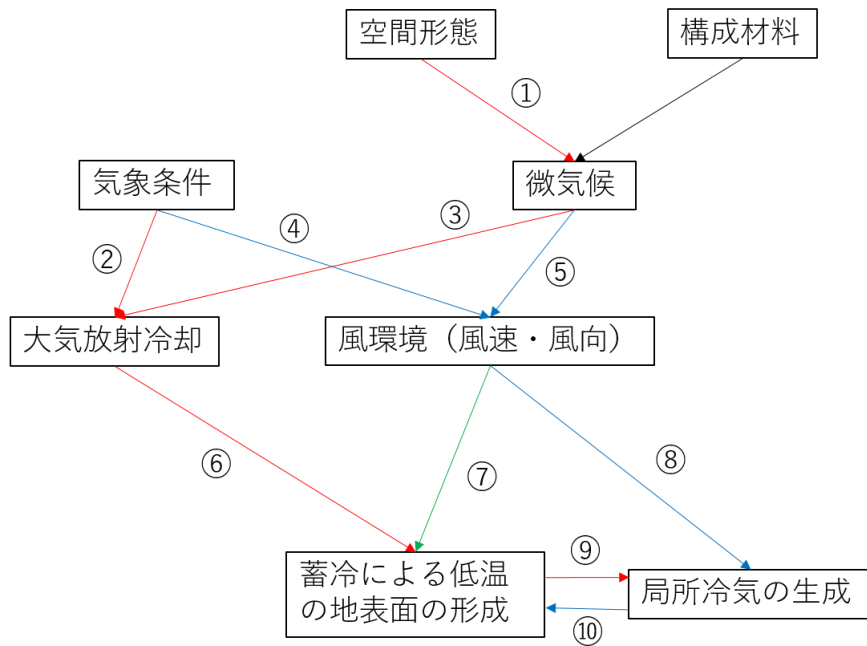 空間形態
構成材料
①
気象条件
微気候
②
④
③
⑤
大気放射冷却
風環境（風速・風向）
⑥
⑦
⑧
蓄冷による低温
の地表面の形成
⑨
局所冷気の生成
⑩